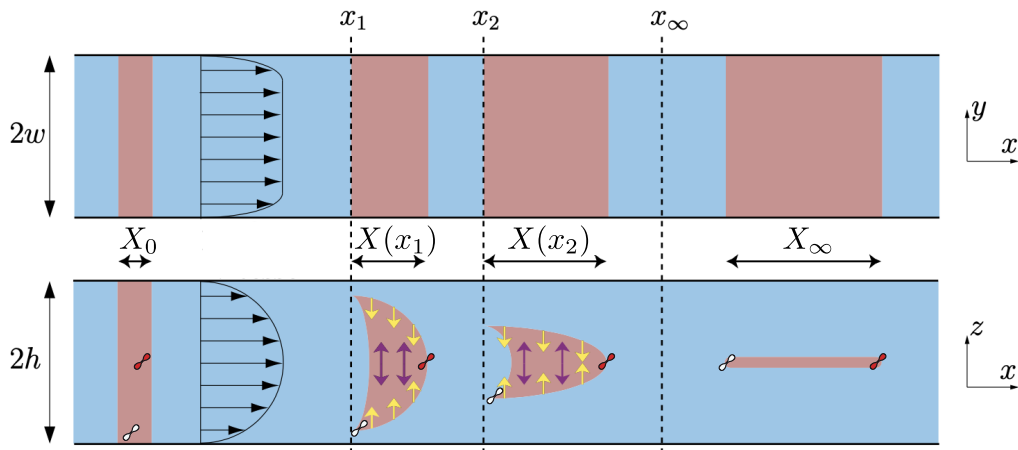 x₁ x₂ x∞
2w
y
x
X₀ X(x₁) X(x₂) X∞
2h
z
x